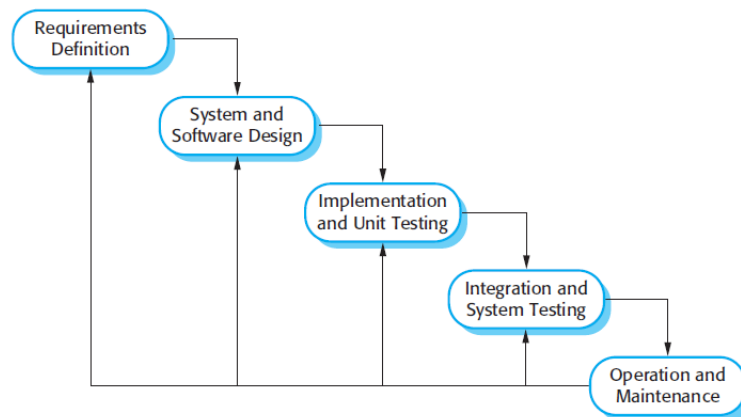 Requirements
Definition
System and
Software Design
Implementation
and Unit Testing
Integration and
System Testing
Operation and
Maintenance